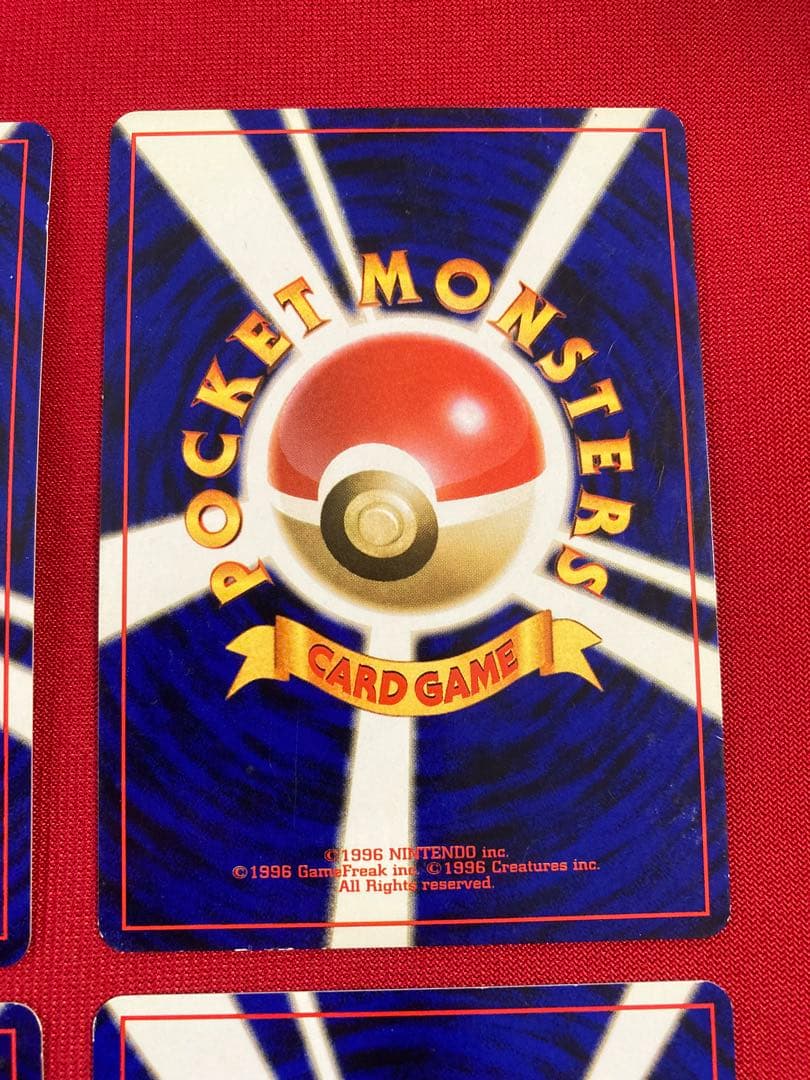 POCKET MONSTERS
CARD GAME
©1996 NINTENDO inc.
©1996 GameFreak inc. ©1996 Creatures inc.
All Rights reserved.